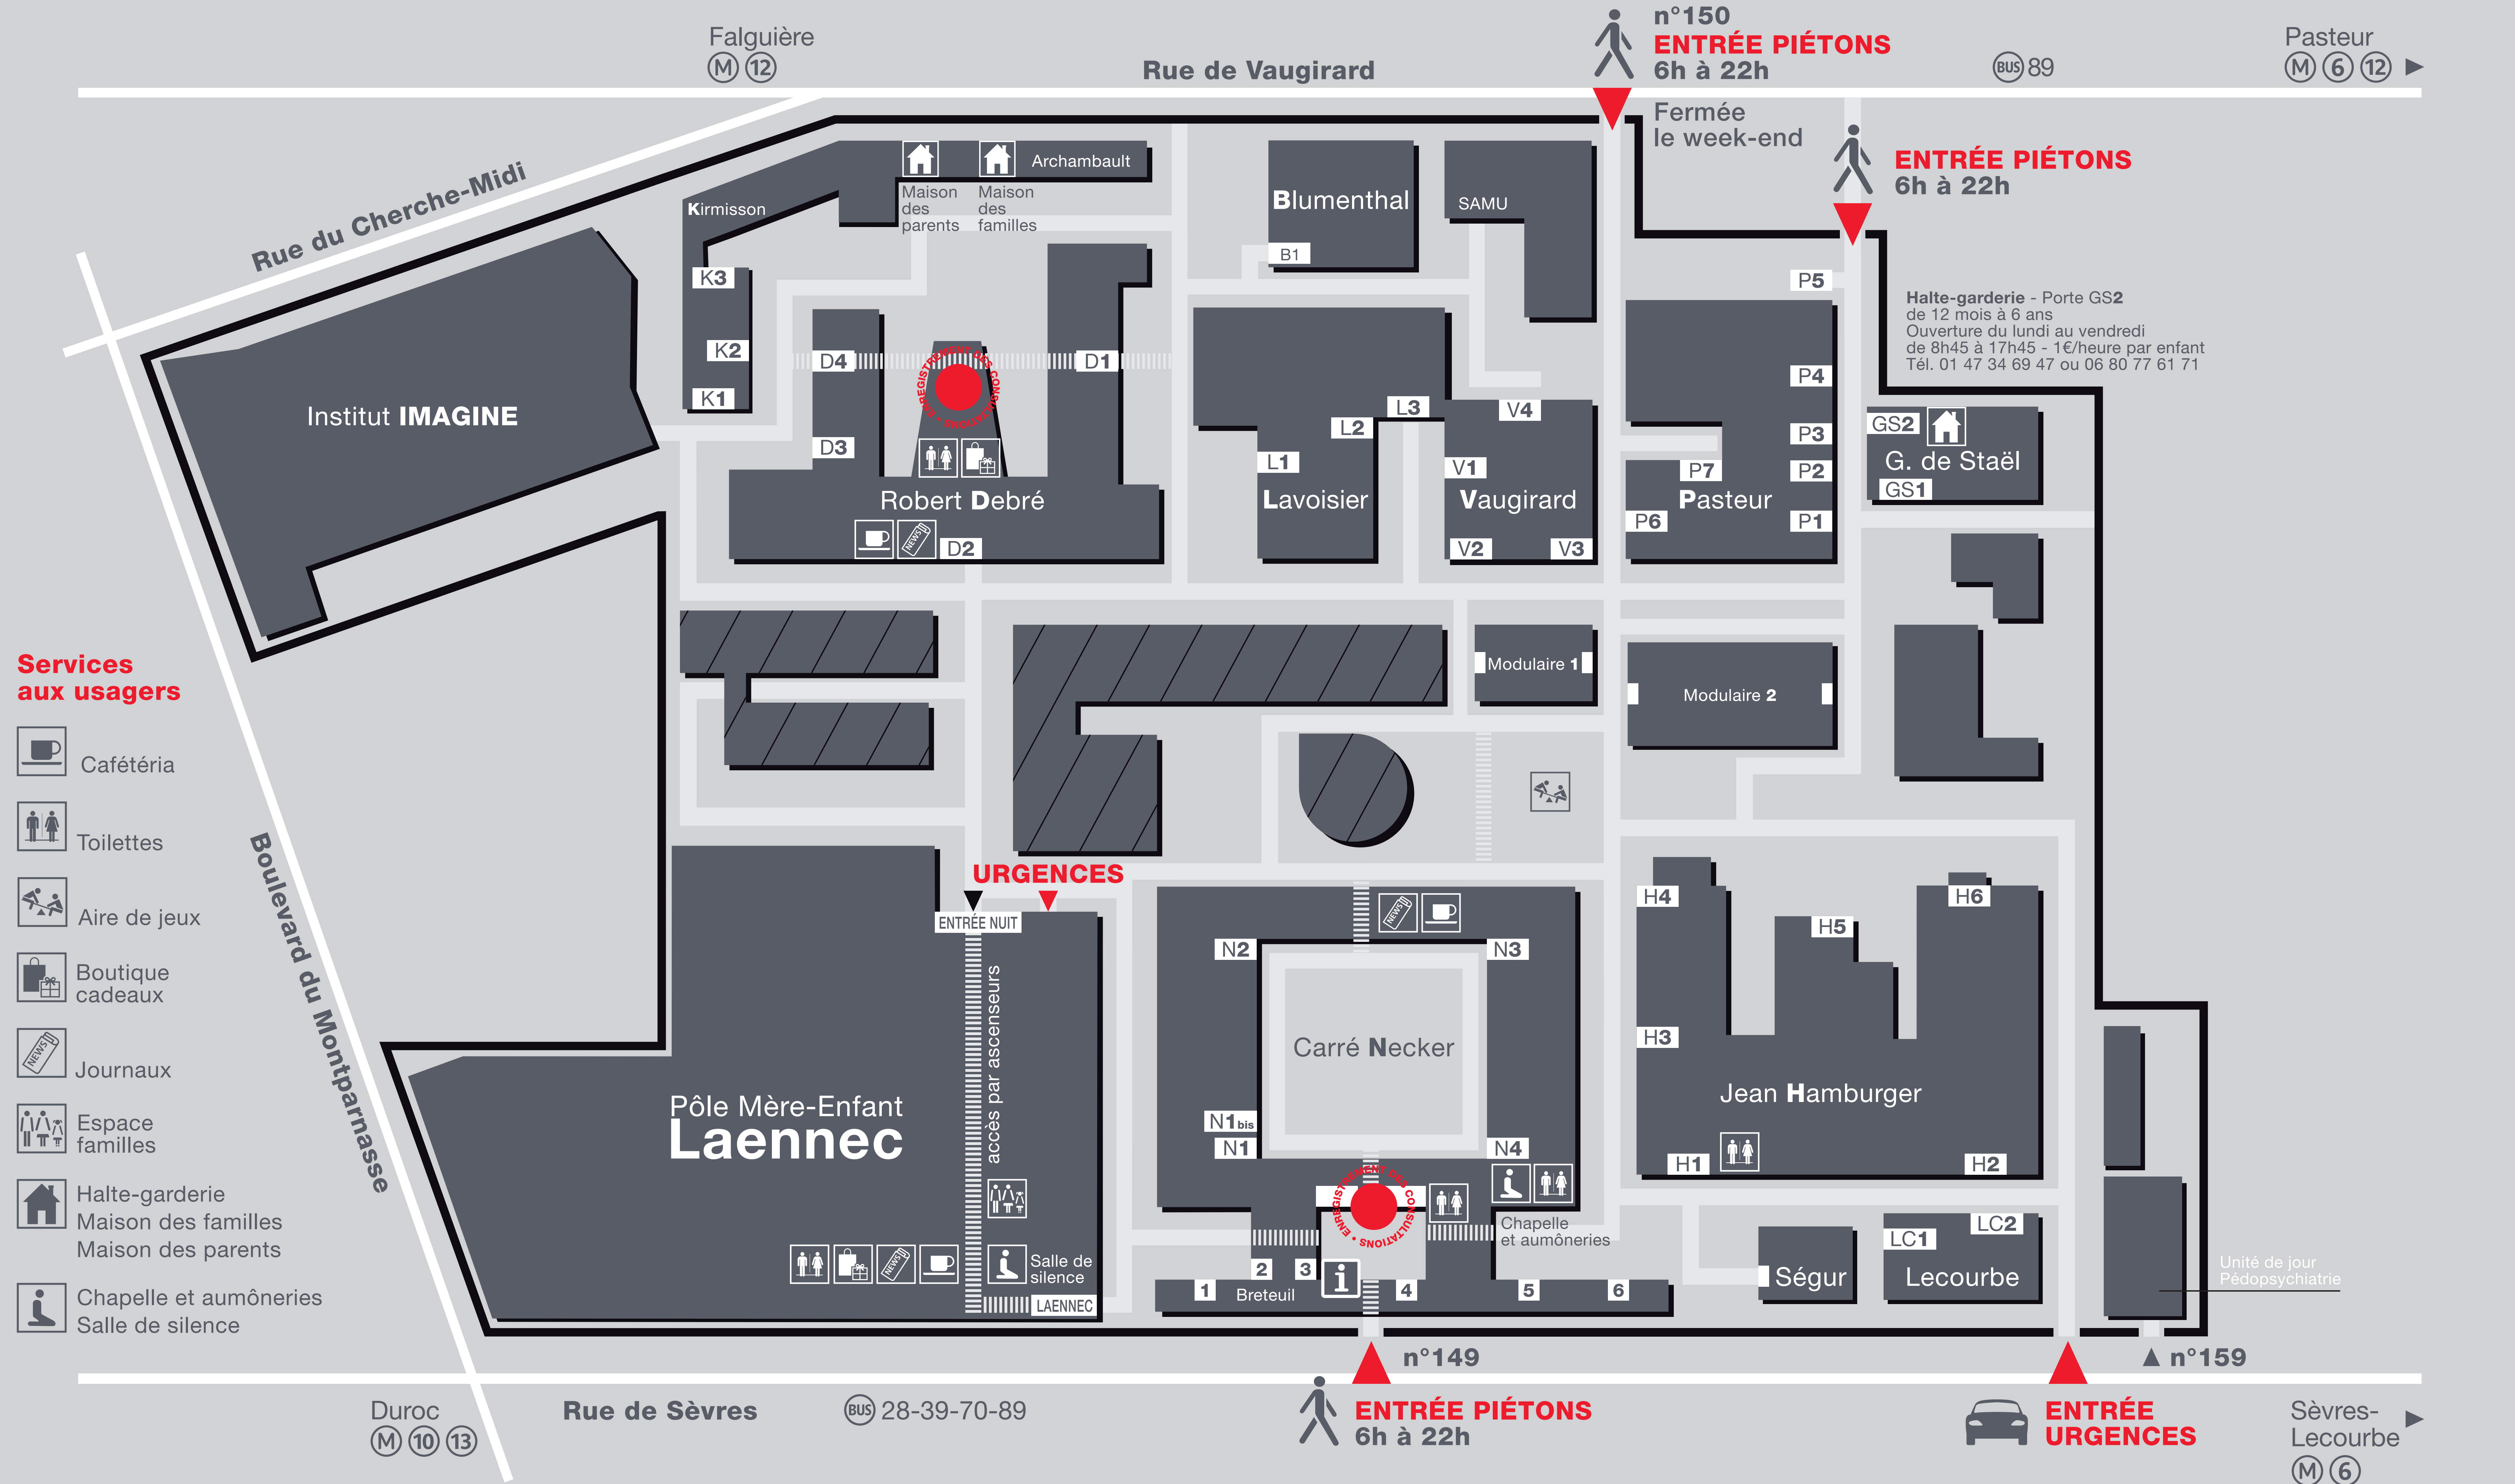 Falguière
M 12
Rue de Vaugirard
n°150
ENTRÉE PIÉTONS
6h à 22h
Fermée
le week-end
BUS 89
Pasteur
M 6 12
ENTRÉE PIÉTONS
6h à 22h
Rue du Cherche-Midi
Kirmisson
Archambault
Maison
des
parents
Maison
des
familles
K3
K2
K1
Blumenthal
B1
SAMU
P5
Halte-garderie - Porte GS2
de 12 mois à 6 ans
Ouverture du lundi au vendredi
de 8h45 à 17h45 - 1€/heure par enfant
Tél. 01 47 34 69 47 ou 06 80 77 61 71
Institut IMAGINE
D4
D1
ENREGISTREMENT DES CONSULTATIONS •
D3
Robert Debré
NEWS
D2
L3
L2
L1
Lavoisier
V4
V1
Vaugirard
V2
V3
P4
P3
P7
P2
Pasteur
P6
P1
GS2
G. de Staël
GS1
Modulaire 1
Modulaire 2
Services
aux usagers
Cafétéria
Toilettes
Aire de jeux
Boutique
cadeaux
NEWS
Journaux
Espace
familles
Halte-garderie
Maison des familles
Maison des parents
Chapelle et aumôneries
Salle de silence
Boulevard du Montparnasse
URGENCES
ENTRÉE NUIT
accès par ascenseurs
Pôle Mère-Enfant
Laennec
NEWS
Salle de
silence
LAENNEC
NEWS
N2
N3
Carré Necker
N1bis
N1
N4
ENREGISTREMENT DES CONSULTATIONS •
Chapelle
et aumôneries
1
2
3
Breteuil
i
4
5
6
H4
H6
H5
H3
Jean Hamburger
H1
H2
Ségur
LC1
LC2
Lecourbe
Unité de jour
Pédopsychiatrie
n°149
n°159
Duroc
M 10 13
Rue de Sèvres
BUS 28-39-70-89
ENTRÉE PIÉTONS
6h à 22h
ENTRÉE
URGENCES
Sèvres-
Lecourbe
M 6